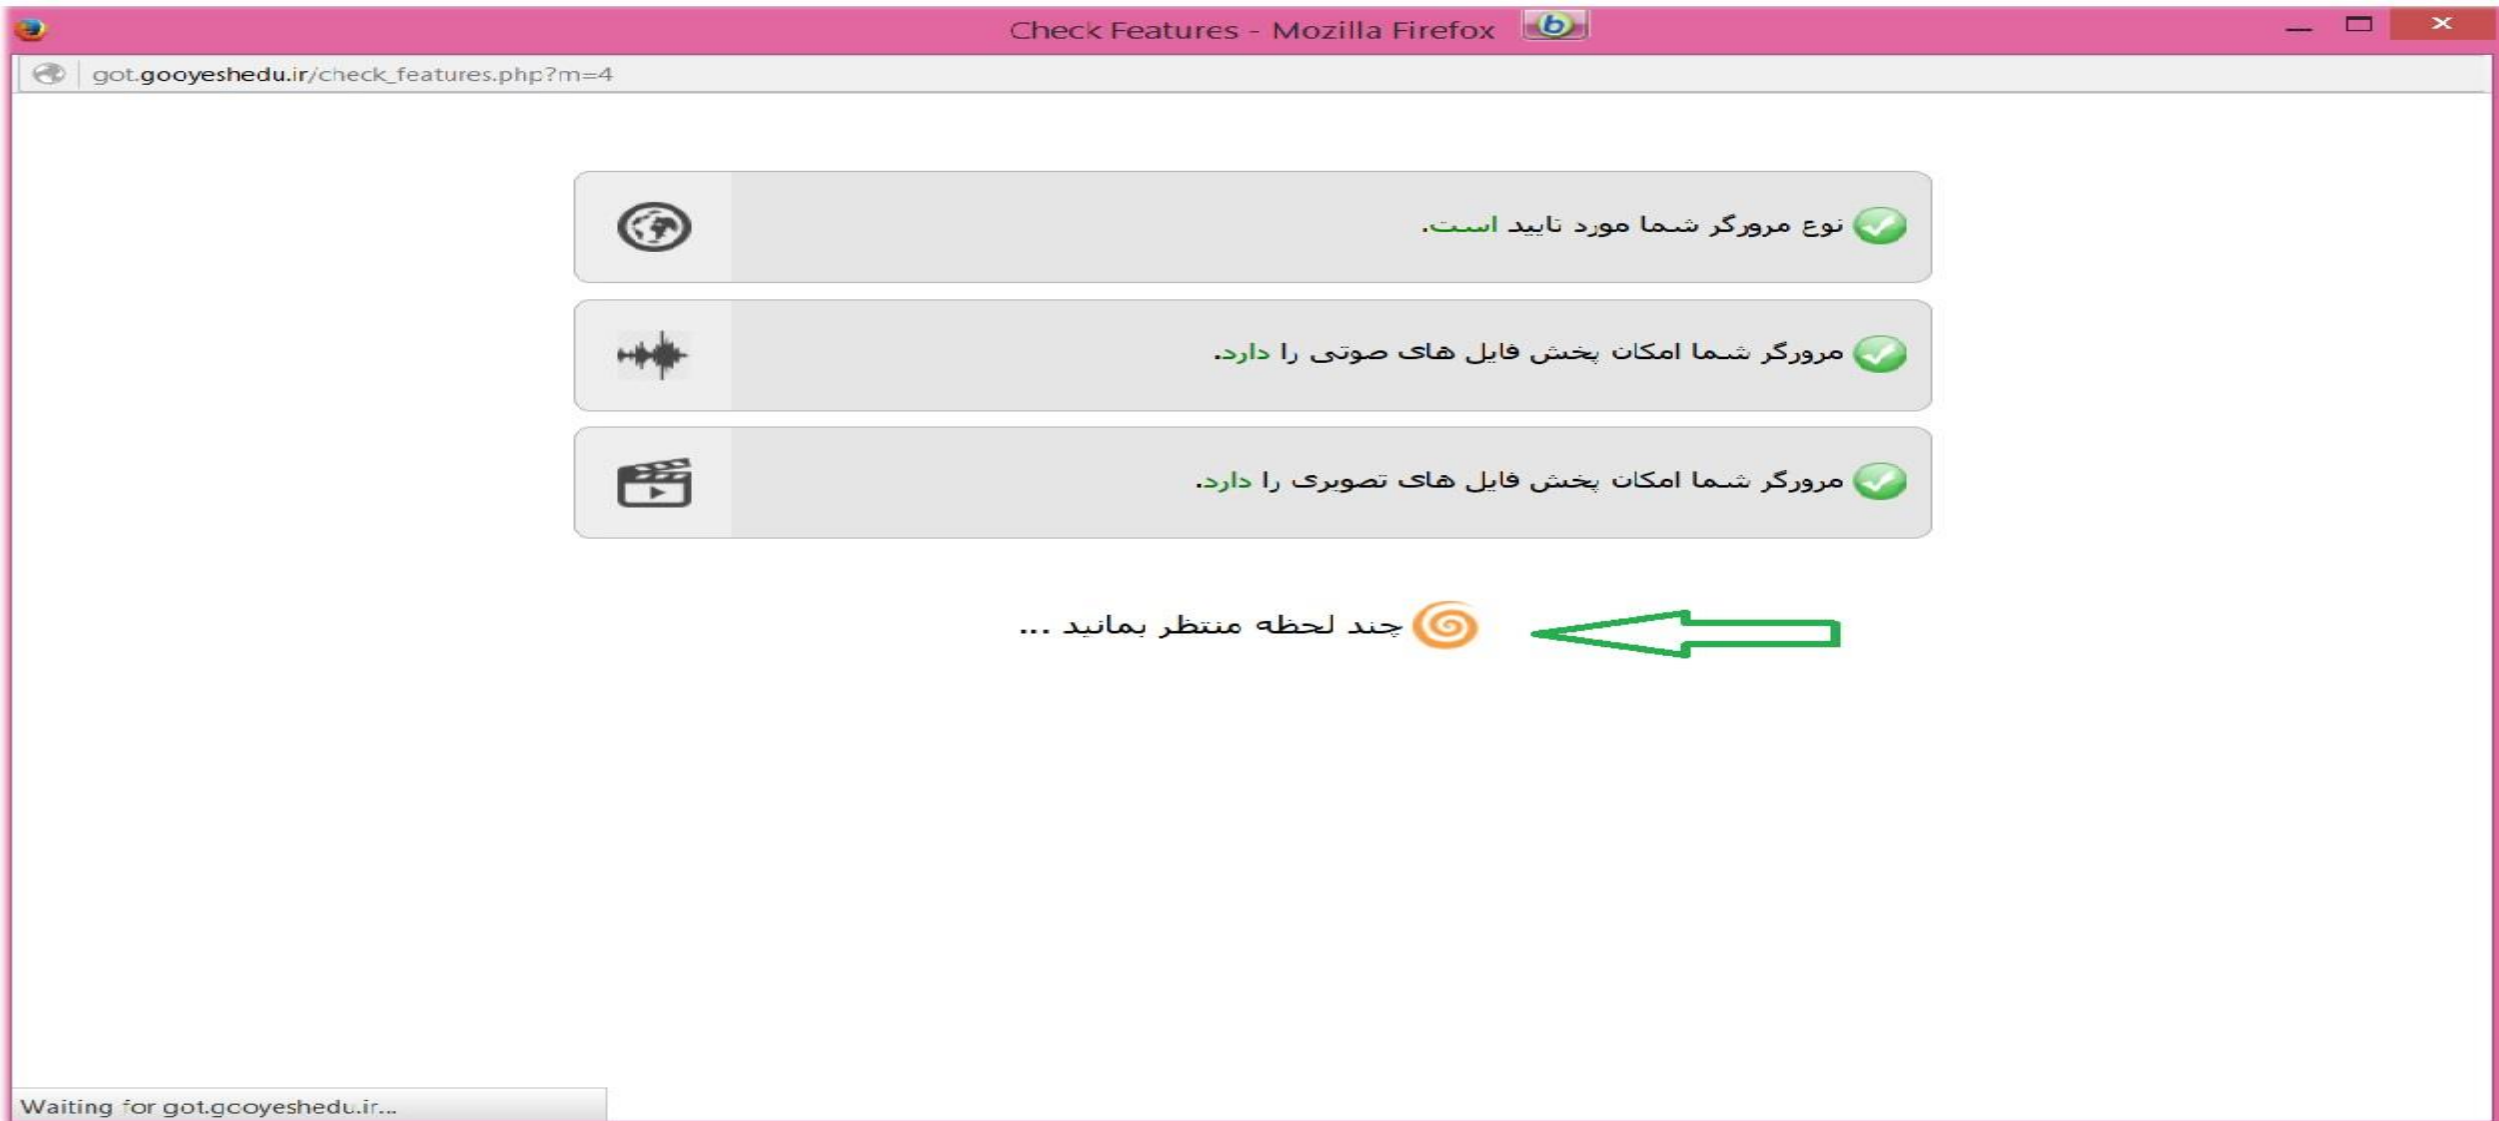 Check Features - Mozilla Firefox
got.gooyeshedu.ir/check_features.php?m=4
نوع مرورگر شما مورد تایید است.
مرورگر شما امکان پخش فایل های صوتی را دارد.
مرورگر شما امکان پخش فایل های تصویری را دارد.
چند لحظه منتظر بمانید ...
Waiting for got.gooyeshedu.ir...